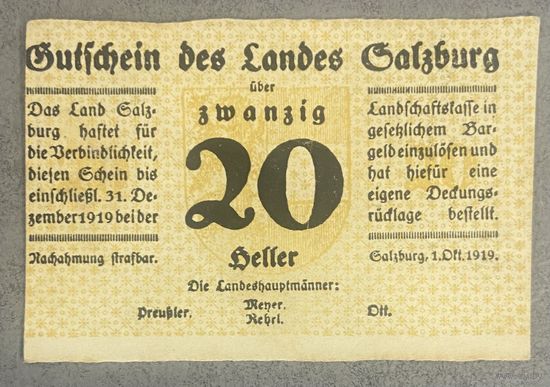 Gutschein des Landes Salzburg
über
zwanzig
20
Heller
Das Land Salz-
burg haftet für
die Verbindlichkeit,
diesen Schein bis
einschließl. 31. De-
zember 1919 bei der
Landschaftskasse in
gesetzlichem Bar-
geld einzulösen und
hat hiefür eine
eigene Deckungs-
rücklage bestellt.
Nachahmung strafbar.
Salzburg, 1. Okt. 1919.
Die Landeshauptmänner:
Preußler.
Meyer.
Rehrl.
Ott.